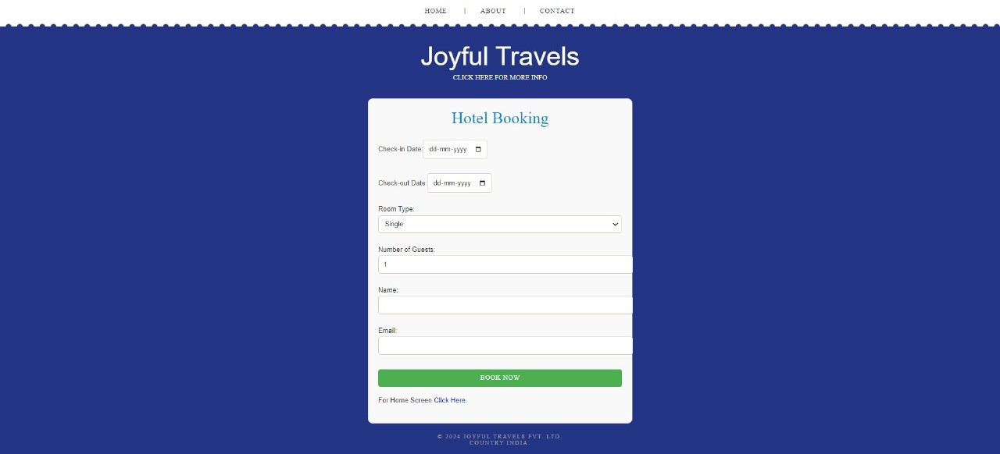 HOME | ABOUT | CONTACT
Joyful Travels
CLICK HERE FOR MORE INFO
Hotel Booking
Check-in Date: dd-mm-yyyy
Check-out Date: dd-mm-yyyy
Room Type:
Single
Number of Guests:
1
Name:
Email:
BOOK NOW
For Home Screen Click Here.
© 2024 JOYFUL TRAVELS PVT. LTD.
COUNTRY INDIA.